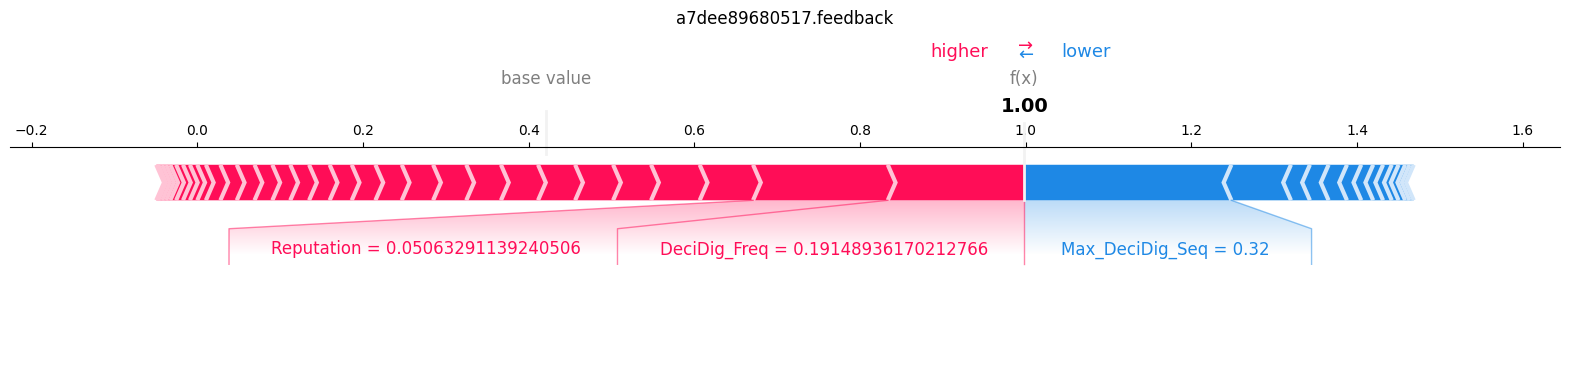 a7dee89680517.feedback
higher → ← lower
base value f(x)
1.00
−0.2 0.0 0.2 0.4 0.6 0.8 1.0 1.2 1.4 1.6
Reputation = 0.05063291139240506 DeciDig_Freq = 0.19148936170212766 Max_DeciDig_Seq = 0.32